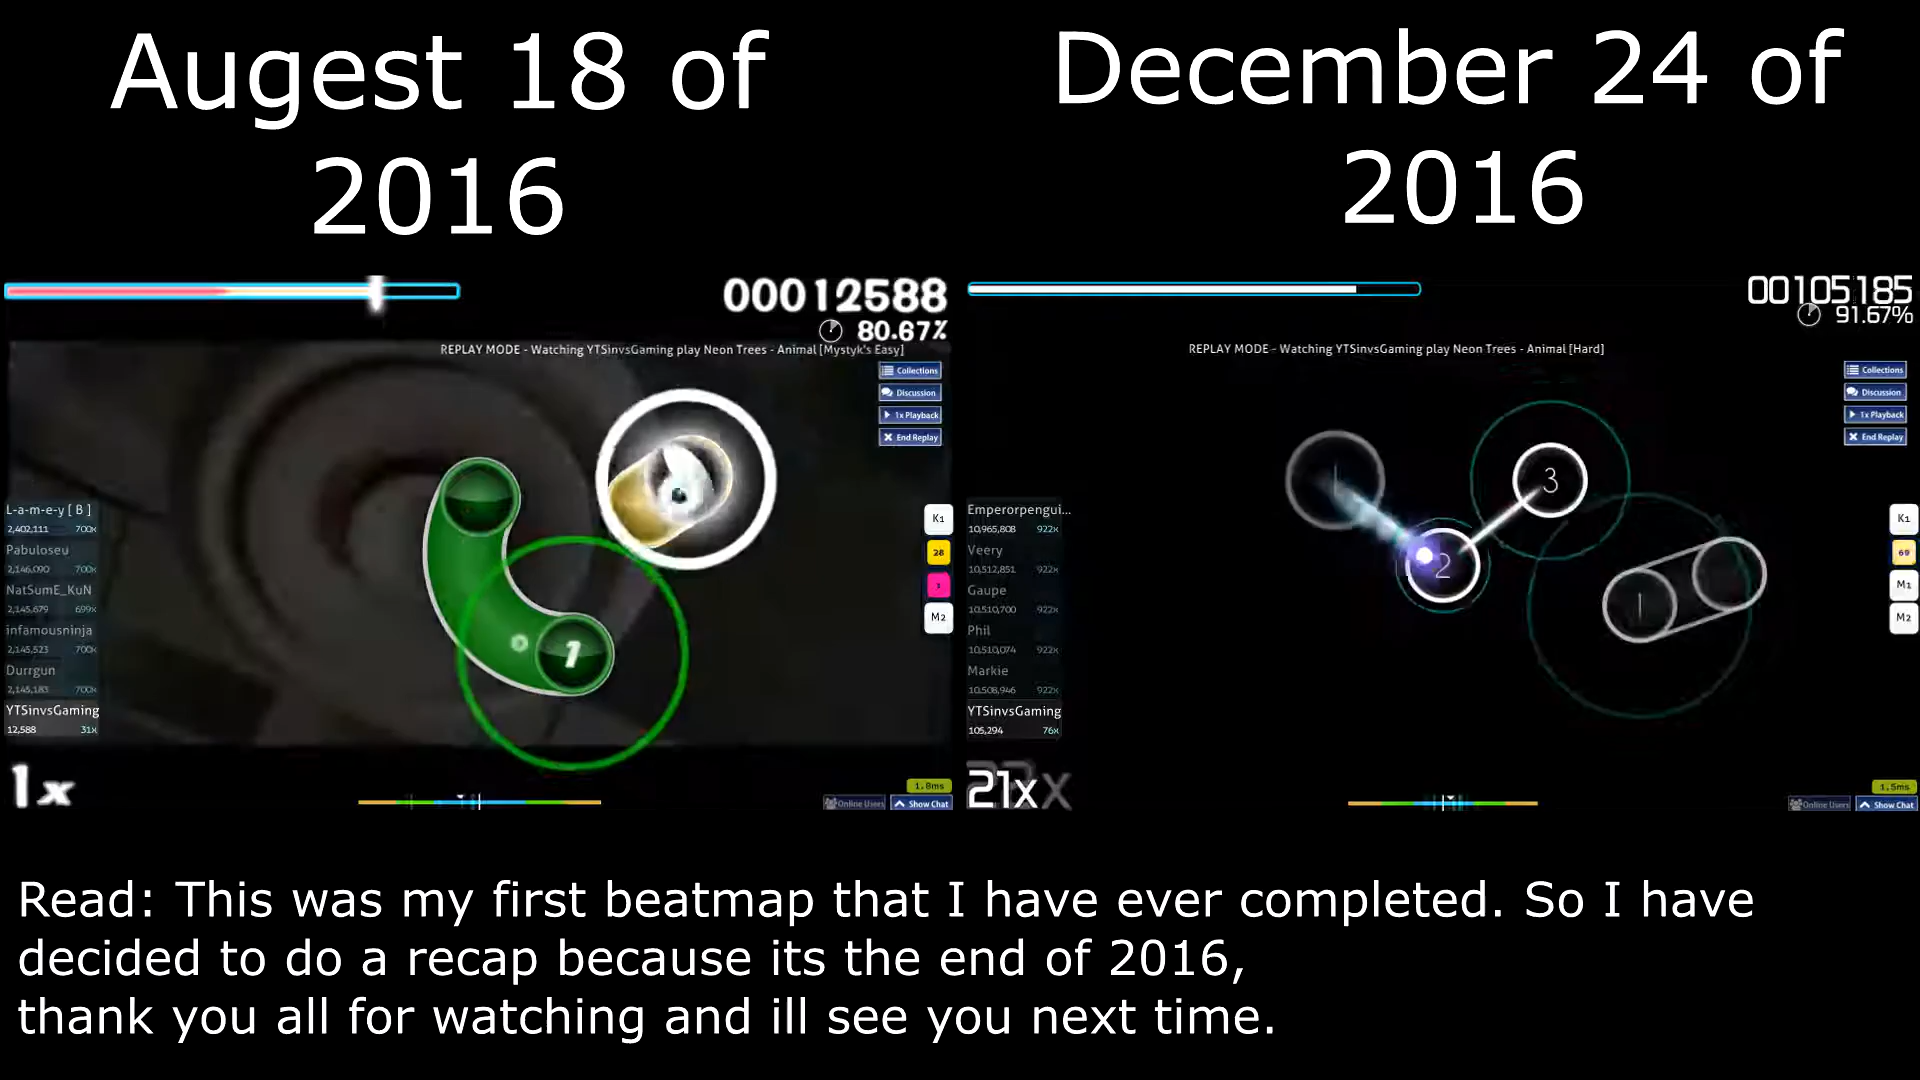 Augest 18 of
2016
December 24 of
2016
00012588
80.67%
REPLAY MODE - Watching YTSinvsGaming play Neon Trees - Animal [Mystyk's Easy]
Collections
Discussion
1x Playback
End Replay
L-a-m-e-y [ B ]
2,402,111 700x
Pabuloseu
2,146,090 700x
NatSumE_KuN
2,145,679 699x
infamousninja
2,145,523 700x
Durrgun
2,145,183 700x
YTSinvsGaming
12,588 31x
K1
28
1
M2
1
1x
1.8ms
Online Users
Show Chat
00105185
91.67%
REPLAY MODE - Watching YTSinvsGaming play Neon Trees - Animal [Hard]
Collections
Discussion
1x Playback
End Replay
Emperorpengui...
10,965,808 922x
Veery
10,512,851 922x
Gaupe
10,510,700 922x
Phil
10,510,074 922x
Markie
10,508,946 922x
YTSinvsGaming
105,294 76x
K1
69
M1
M2
1
2
3
1
21x
1.5ms
Online Users
Show Chat
Read: This was my first beatmap that I have ever completed. So I have
decided to do a recap because its the end of 2016,
thank you all for watching and ill see you next time.